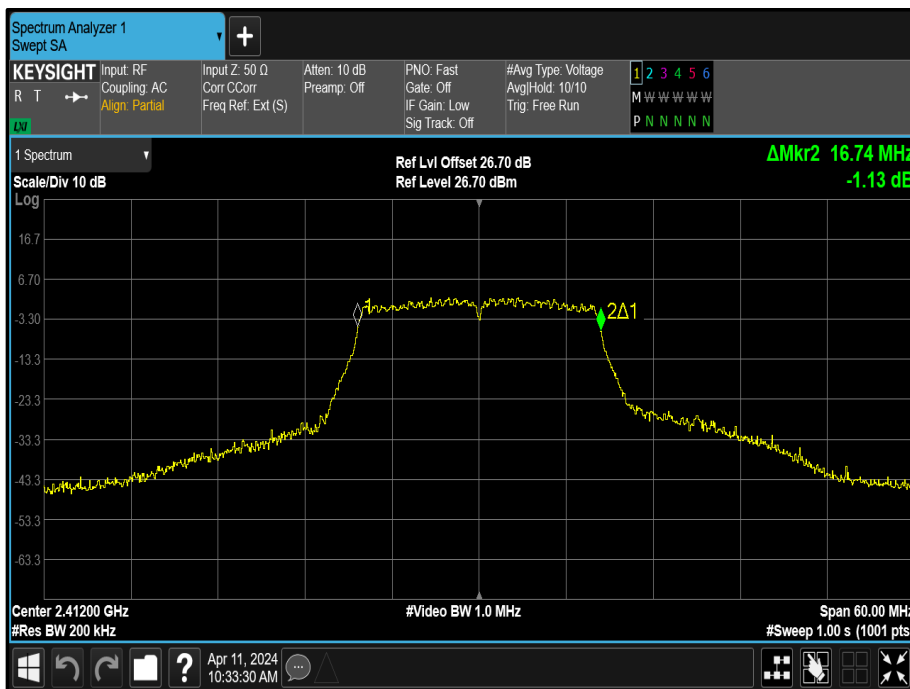 Spectrum Analyzer 1
Swept SA
+
KEYSIGHT
R T
LXI
Input: RF
Coupling: AC
Align: Partial
Input Z: 50 Ω
Corr CCorr
Freq Ref: Ext (S)
Atten: 10 dB
Preamp: Off
PNO: Fast
Gate: Off
IF Gain: Low
Sig Track: Off
#Avg Type: Voltage
Avg|Hold: 10/10
Trig: Free Run
1 2 3 4 5 6
M W W W W W
P N N N N N
1 Spectrum
Scale/Div 10 dB
Log
Ref Lvl Offset 26.70 dB
Ref Level 26.70 dBm
ΔMkr2 16.74 MHz
-1.13 dB
16.7
6.70
-3.30
-13.3
-23.3
-33.3
-43.3
-53.3
-63.3
1
2Δ1
Center 2.41200 GHz
#Res BW 200 kHz
#Video BW 1.0 MHz
Span 60.00 MHz
#Sweep 1.00 s (1001 pts)
?
Apr 11, 2024
10:33:30 AM